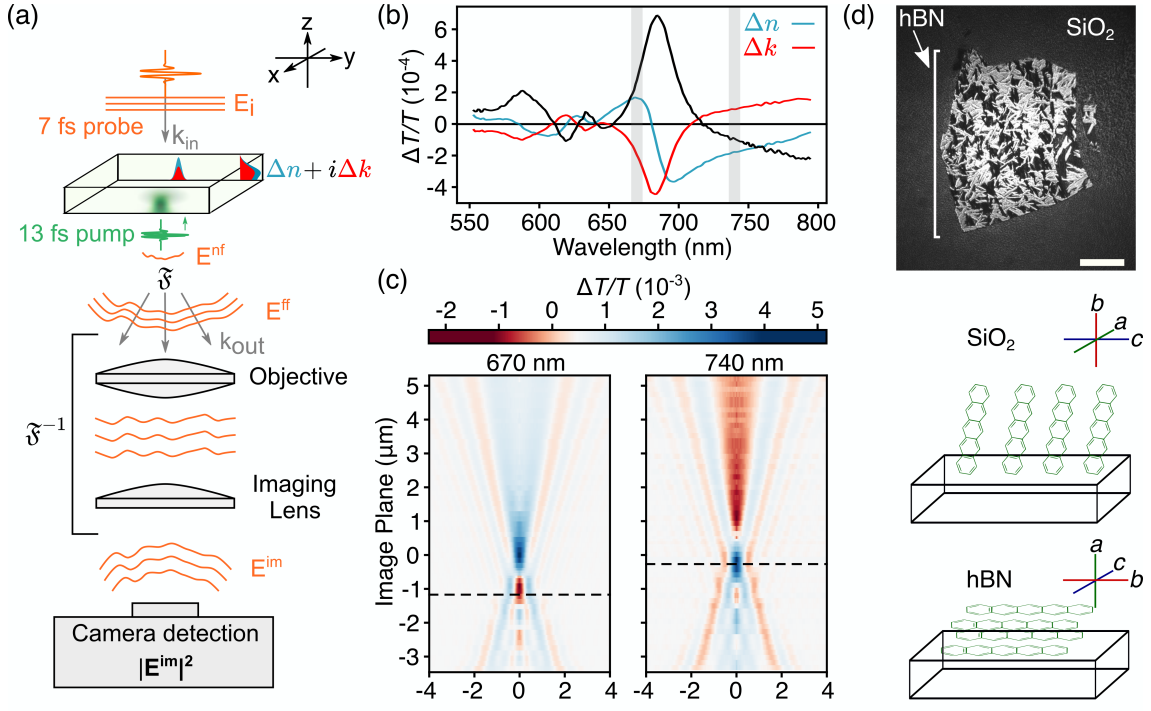 (a)
z
y
x
E_i
7 fs probe
k_in
Δn + iΔk
13 fs pump
E^nf
𝔉
E^ff
k_out
Objective
𝔉^-1
Imaging
Lens
E^im
Camera detection
|E^im|^2
(b)
Δn
Δk
ΔT/T (10^-4)
6
4
2
0
-2
-4
550 600 650 700 750 800
Wavelength (nm)
(c)
ΔT/T (10^-3)
-2 -1 0 1 2 3 4 5
670 nm
740 nm
Image Plane (μm)
5
4
3
2
1
0
-1
-2
-3
-4 -2 0 2 4
-4 -2 0 2 4
(d)
hBN
SiO2
SiO2
b
a
c
hBN
a
c
b